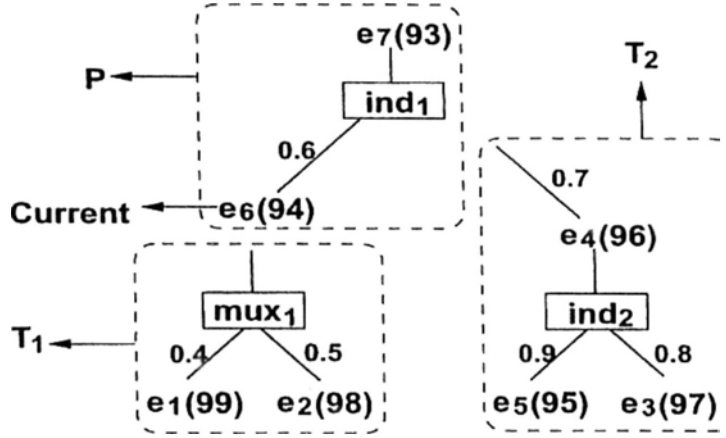 e7(93)
P
T2
ind1
0.6
0.7
Current
e6(94)
e4(96)
mux1
ind2
T1
0.4
0.5
0.9
0.8
e1(99)
e2(98)
e5(95)
e3(97)